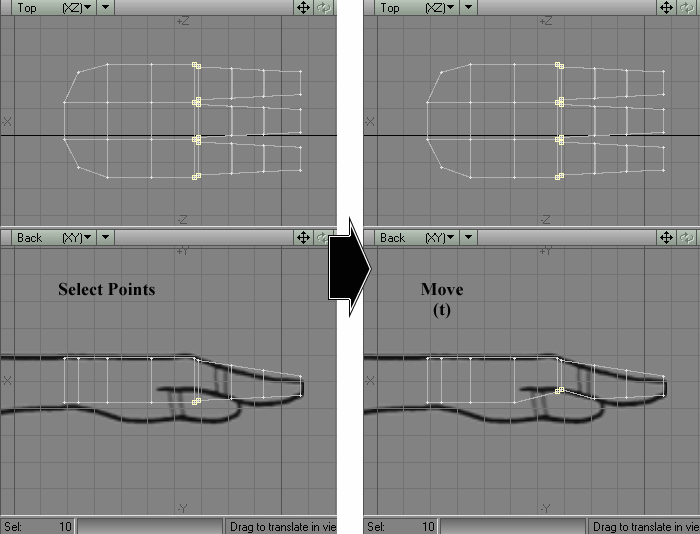 Top (XZ)
+Z
-X
-Z
Back (XY)
+Y
Select Points
-X
-Y
Sel: 10 Drag to translate in vie
Top (XZ)
+Z
-X
-Z
Back (XY)
+Y
Move
(t)
-X
-Y
Sel: 10 Drag to translate in vie